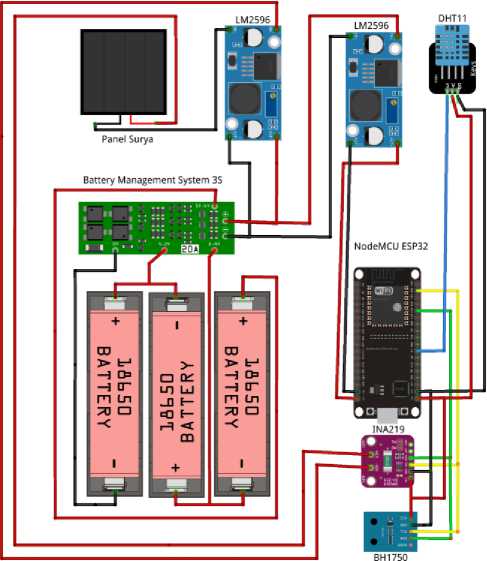 LM2596
LM2596
DHT11
Panel Surya
Battery Management System 3S
20A
NodeMCU ESP32
+
-
+
18650
BATTERY
18650
BATTERY
18650
BATTERY
-
+
-
INA219
BH1750